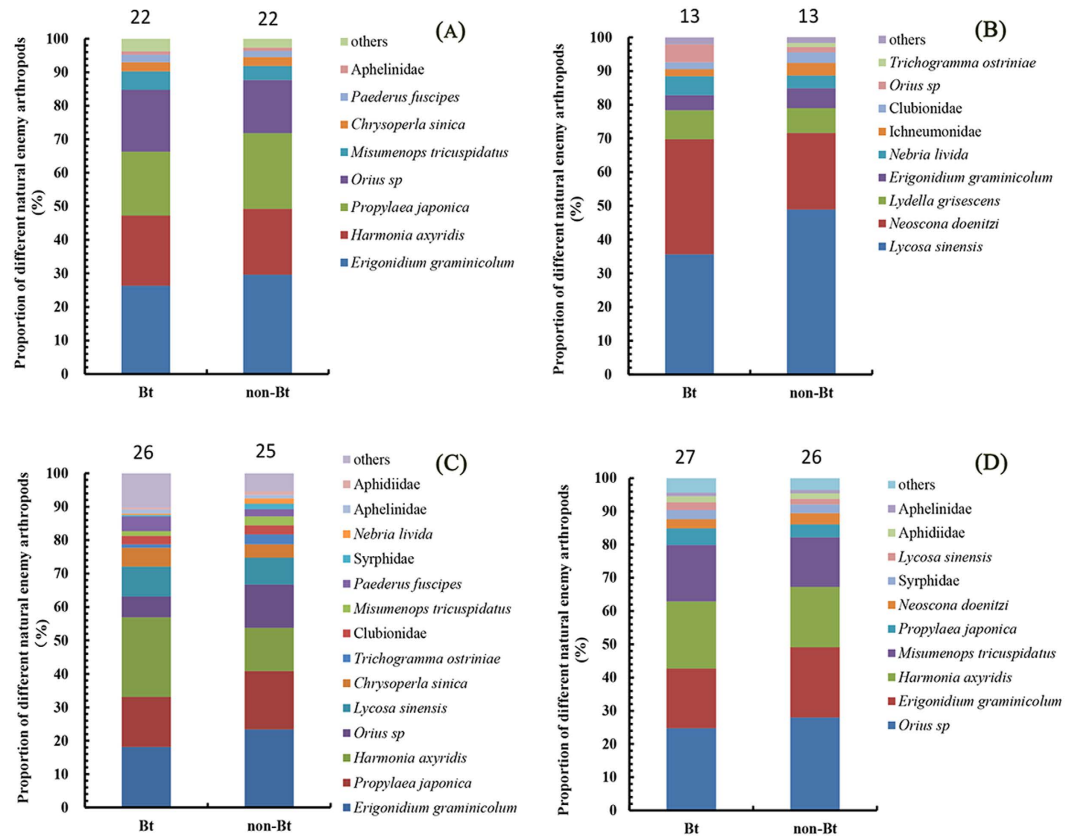 22
22
(A)
100
90
80
70
60
50
40
30
20
10
0
Proportion of different natural enemy arthropods
(%)
Bt
non-Bt
others
Aphelinidae
Paederus fuscipes
Chrysoperla sinica
Misumenops tricuspidatus
Orius sp
Propylaea japonica
Harmonia axyridis
Erigonidium graminicolum
13
13
(B)
100
90
80
70
60
50
40
30
20
10
0
Proportion of different natural enemy arthropods
(%)
Bt
non-Bt
others
Trichogramma ostriniae
Orius sp
Clubionidae
Ichneumonidae
Nebria livida
Erigonidium graminicolum
Lydella grisescens
Neoscona doenitzi
Lycosa sinensis
26
25
(C)
100
90
80
70
60
50
40
30
20
10
0
Proportion of different natural enemy arthropods
(%)
Bt
non-Bt
others
Aphidiidae
Aphelinidae
Nebria livida
Syrphidae
Paederus fuscipes
Misumenops tricuspidatus
Clubionidae
Trichogramma ostriniae
Chrysoperla sinica
Lycosa sinensis
Orius sp
Harmonia axyridis
Propylaea japonica
Erigonidium graminicolum
27
26
(D)
100
90
80
70
60
50
40
30
20
10
0
Proportion of different natural enemy arthropods
(%)
Bt
non-Bt
others
Aphelinidae
Aphidiidae
Lycosa sinensis
Syrphidae
Neoscona doenitzi
Propylaea japonica
Misumenops tricuspidatus
Harmonia axyridis
Erigonidium graminicolum
Orius sp